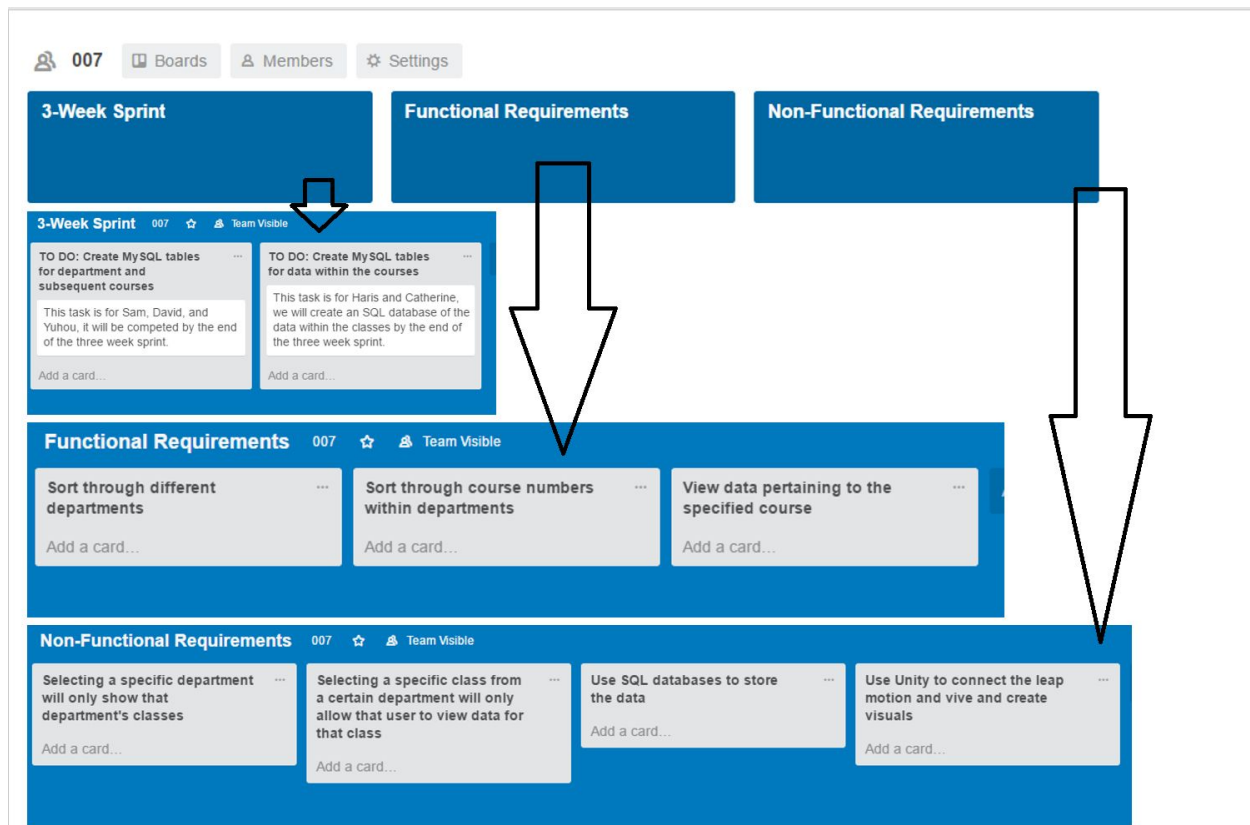 007 Boards Members Settings
3-Week Sprint
Functional Requirements
Non-Functional Requirements
3-Week Sprint 007 Team Visible
TO DO: Create MySQL tables
for department and
subsequent courses
This task is for Sam, David, and
Yuhou, it will be competed by the end
of the three week sprint.
Add a card...
TO DO: Create MySQL tables
for data within the courses
This task is for Haris and Catherine,
we will create an SQL database of the
data within the classes by the end of
the three week sprint.
Add a card...
Functional Requirements 007 Team Visible
Sort through different
departments
Add a card...
Sort through course numbers
within departments
Add a card...
View data pertaining to the
specified course
Add a card...
Non-Functional Requirements 007 Team Visible
Selecting a specific department
will only show that
department's classes
Add a card...
Selecting a specific class from
a certain department will only
allow that user to view data for
that class
Add a card...
Use SQL databases to store
the data
Add a card...
Use Unity to connect the leap
motion and vive and create
visuals
Add a card...